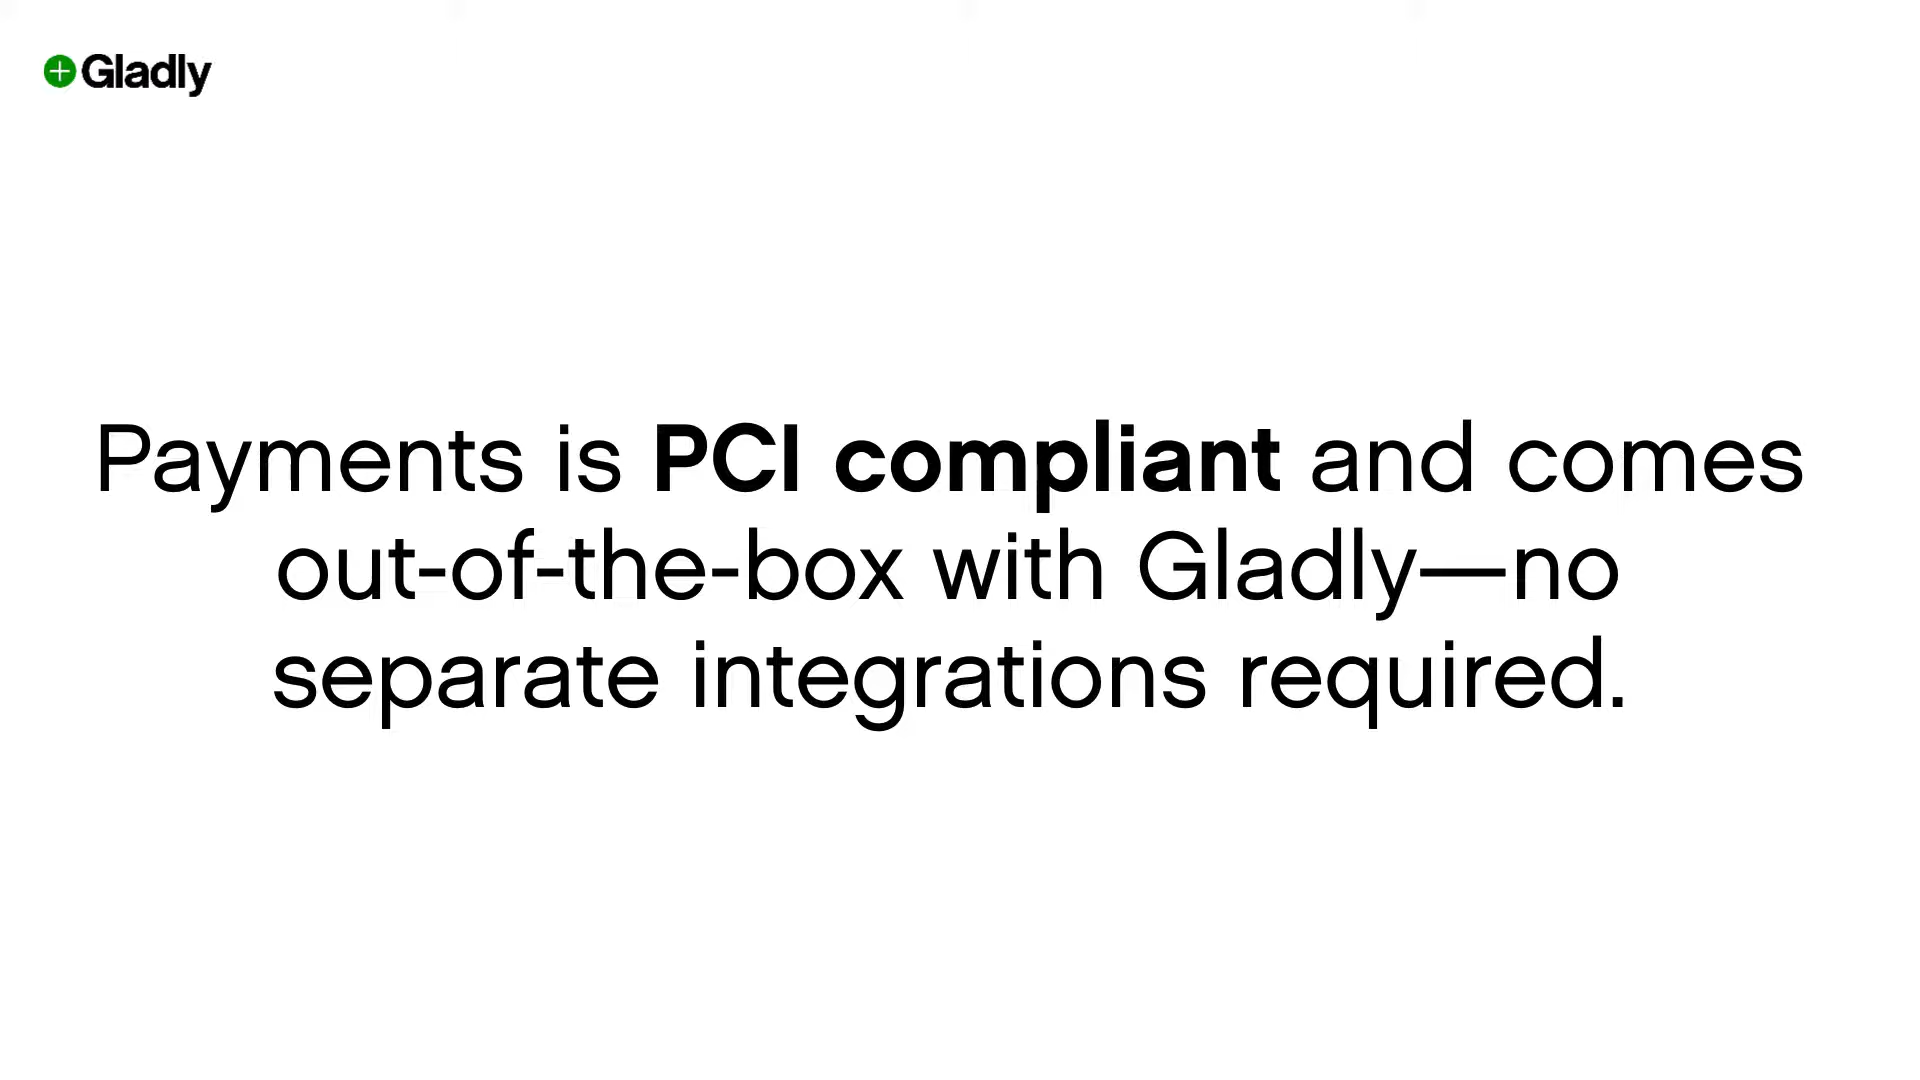 Gladly
Payments is PCI compliant and comes
out-of-the-box with Gladly—no
separate integrations required.